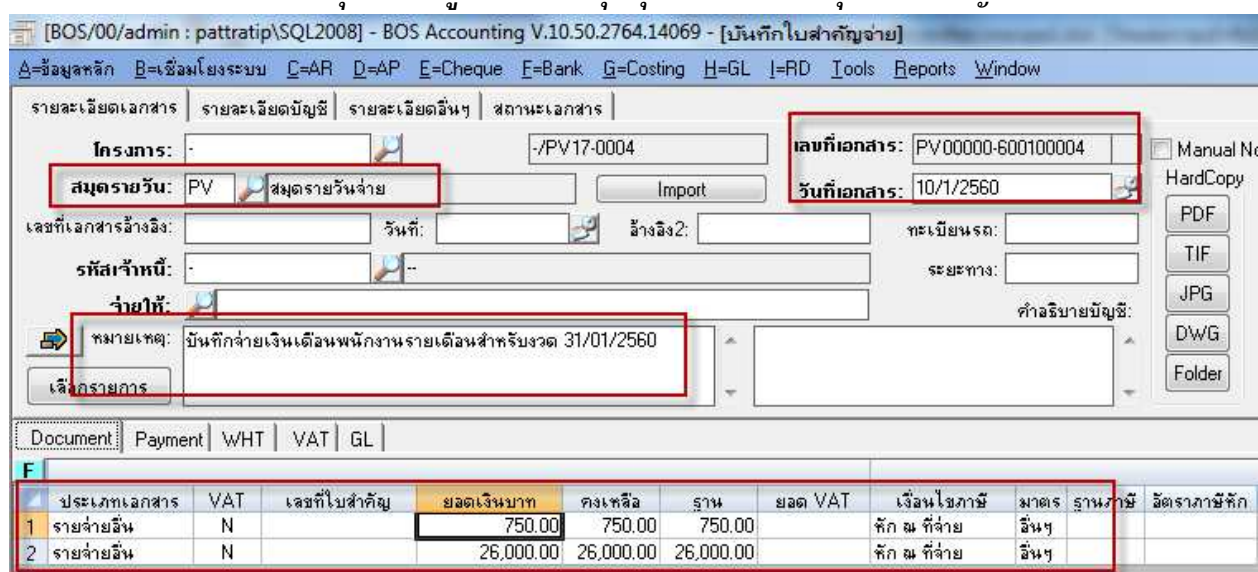 [BOS/00/admin : pattratip\SQL2008] - BOS Accounting V.10.50.2764.14069 - [บันทึกใบสำคัญจ่าย]
A=ข้อมูลหลัก B=เชื่อมโยงระบบ C=AR D=AP E=Cheque F=Bank G=Costing H=GL I=RD Tools Reports Window
รายละเอียดเอกสาร รายละเอียดบัญชี รายละเอียดอื่นๆ สถานะเอกสาร
โครงการ: - -/PV17-0004 เลขที่เอกสาร: PV00000-600100004 Manual No
สมุดรายวัน: PV สมุดรายวันจ่าย Import วันที่เอกสาร: 10/1/2560 HardCopy
เลขที่เอกสารอ้างอิง: วันที่: อ้างอิง2: ทะเบียนรถ: PDF
รหัสเจ้าหนี้: - -- ระยะทาง: TIF
จ่ายให้: คำอธิบายบัญชี: JPG
หมายเหตุ: บันทึกจ่ายเงินเดือนพนักงานรายเดือนสำหรับงวด 31/01/2560 DWG
เลือกรายการ Folder
Document Payment WHT VAT GL
F
ประเภทเอกสาร VAT เลขที่ใบสำคัญ ยอดเงินบาท คงเหลือ ฐาน ยอด VAT เงื่อนไขภาษี มาตร ฐานภาษี อัตราภาษีหัก
1 รายจ่ายอื่น N 750.00 750.00 750.00 หัก ณ ที่จ่าย อื่นๆ
2 รายจ่ายอื่น N 26,000.00 26,000.00 26,000.00 หัก ณ ที่จ่าย อื่นๆ